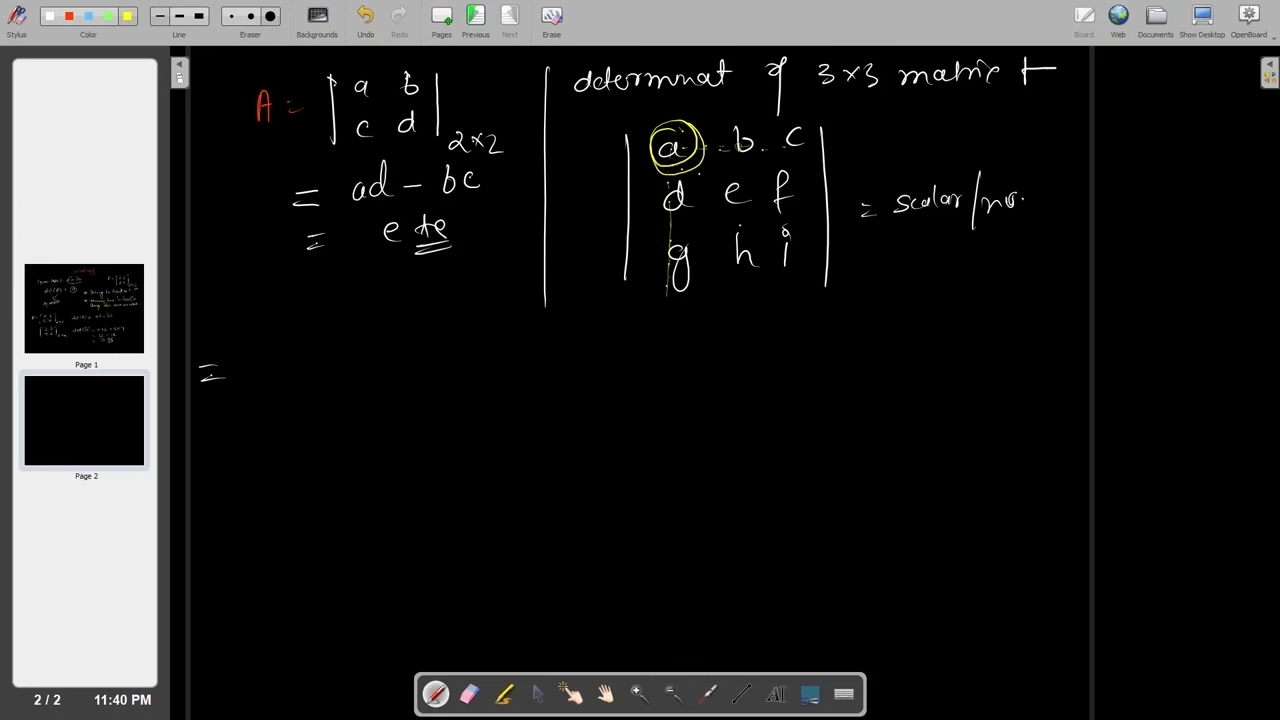 Stylus
Color
Line
Eraser
Backgrounds
Undo
Redo
Pages
Previous
Next
Erase
Board
Web
Documents
Show Desktop
OpenBoard
A = | a b |
| c d | 2×2
= ad - bc
= e +e
determinat of 3×3 matric
| a b c |
| d e f | = scalar/no.
| g h i |
=
Page 1
Page 2
2 / 2 11:40 PM